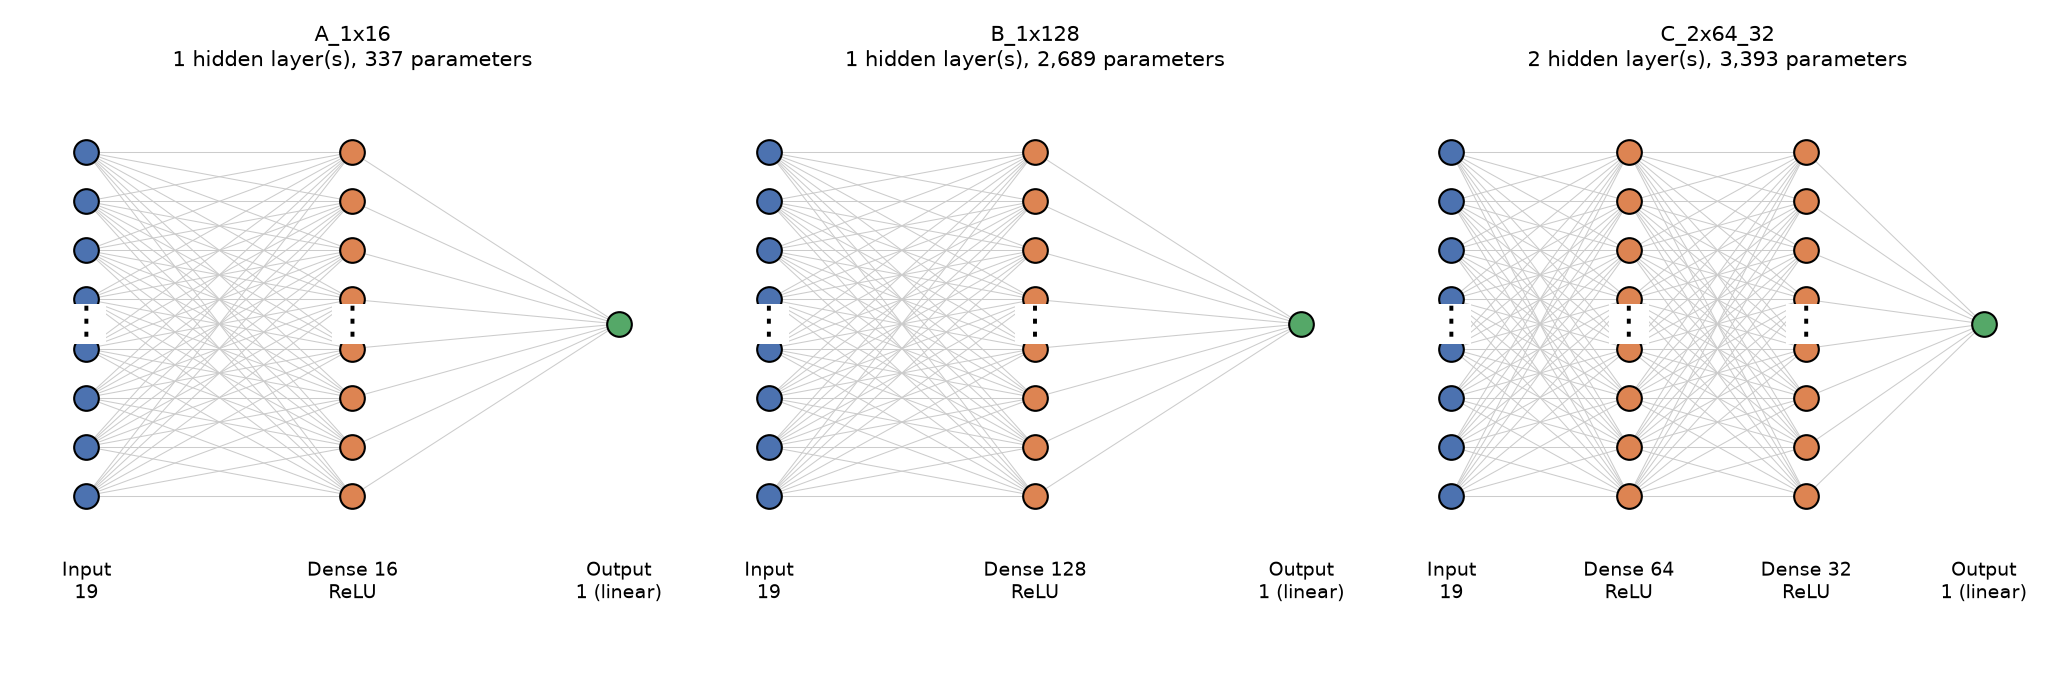 A_1x16
1 hidden layer(s), 337 parameters
Input
19
Dense 16
ReLU
Output
1 (linear)
B_1x128
1 hidden layer(s), 2,689 parameters
Input
19
Dense 128
ReLU
Output
1 (linear)
C_2x64_32
2 hidden layer(s), 3,393 parameters
Input
19
Dense 64
ReLU
Dense 32
ReLU
Output
1 (linear)